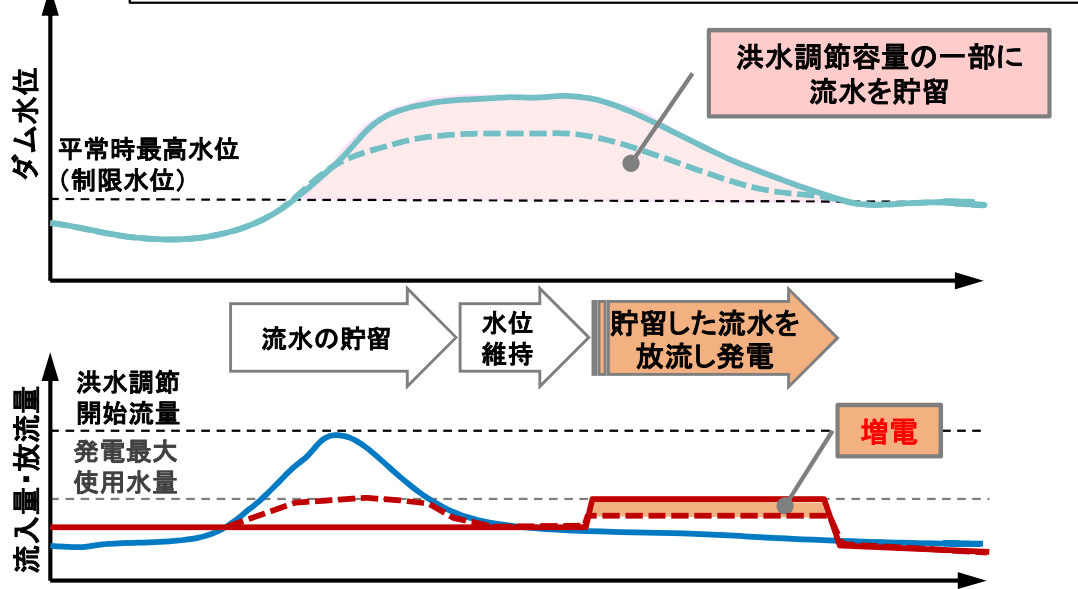 洪水調節容量の一部に
流水を貯留
ダム水位
平常時最高水位
（制限水位）
流水の貯留
水位
維持
貯留した流水を
放流し発電
流入量・放流量
洪水調節
開始流量
発電最大
使用水量
増電